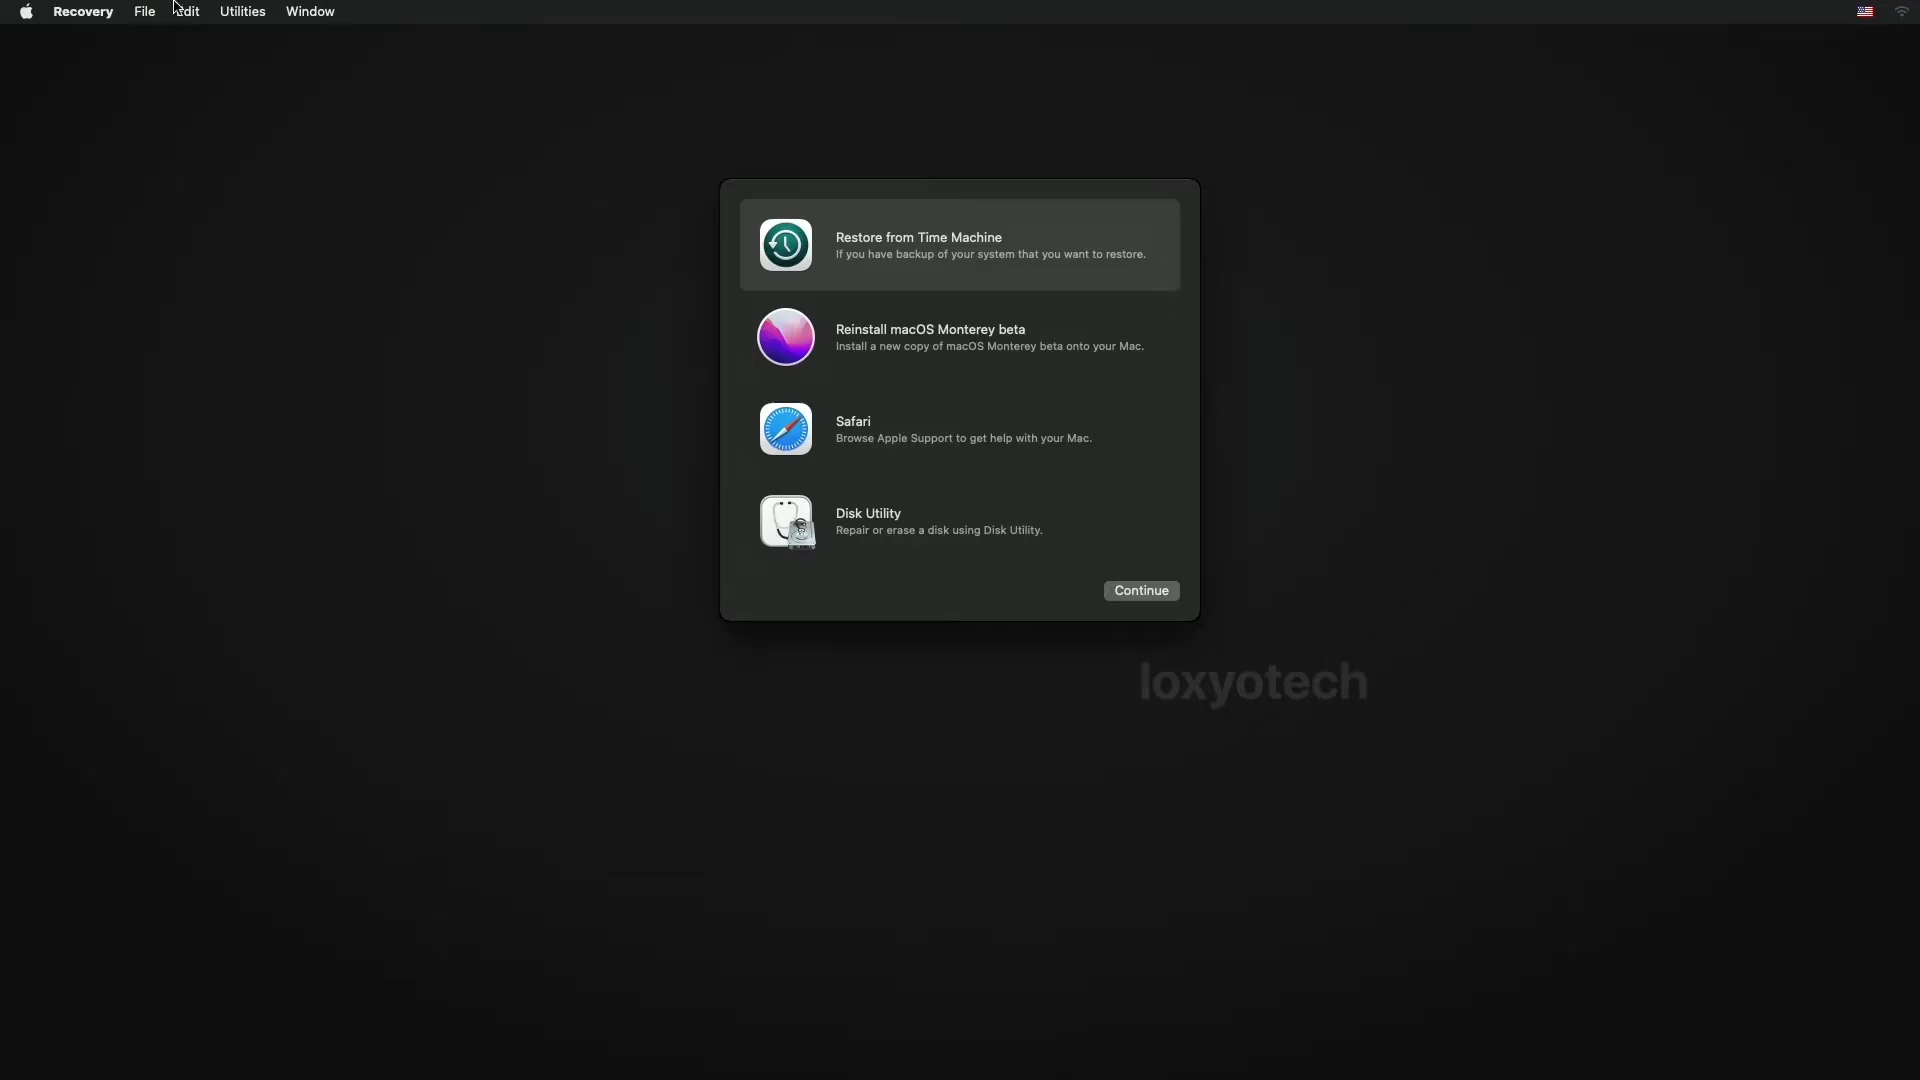 Recovery File Edit Utilities Window
Restore from Time Machine
If you have backup of your system that you want to restore.
Reinstall macOS Monterey beta
Install a new copy of macOS Monterey beta onto your Mac.
Safari
Browse Apple Support to get help with your Mac.
Disk Utility
Repair or erase a disk using Disk Utility.
Continue
loxyotech